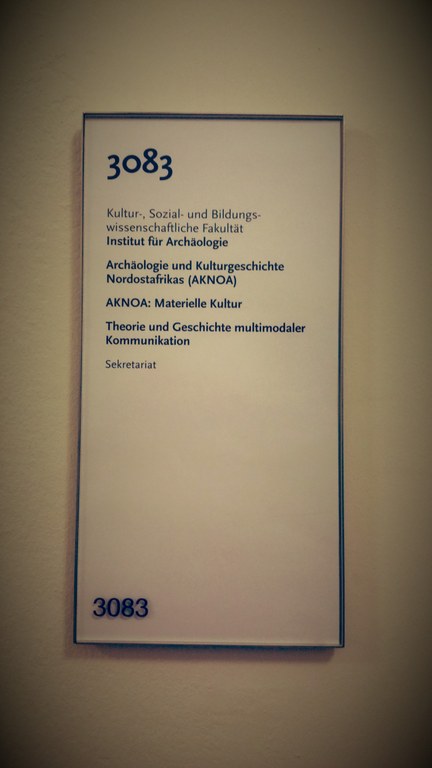 3083
Kultur-, Sozial- und Bildungs-
wissenschaftliche Fakultät
Institut für Archäologie
Archäologie und Kulturgeschichte
Nordostafrikas (AKNOA)
AKNOA: Materielle Kultur
Theorie und Geschichte multimodaler
Kommunikation
Sekretariat
3083